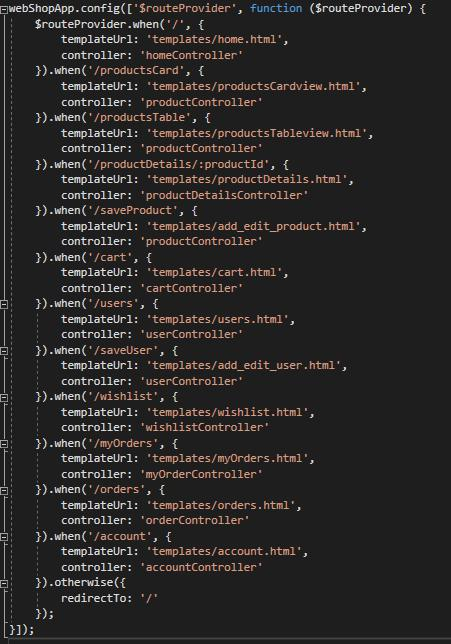 webShopApp.config(['$routeProvider', function ($routeProvider) {
    $routeProvider.when('/', {
        templateUrl: 'templates/home.html',
        controller: 'homeController'
    }).when('/productsCard', {
        templateUrl: 'templates/productsCardview.html',
        controller: 'productController'
    }).when('/productsTable', {
        templateUrl: 'templates/productsTableview.html',
        controller: 'productController'
    }).when('/productDetails/:productId', {
        templateUrl: 'templates/productDetails.html',
        controller: 'productDetailsController'
    }).when('/saveProduct', {
        templateUrl: 'templates/add_edit_product.html',
        controller: 'productController'
    }).when('/cart', {
        templateUrl: 'templates/cart.html',
        controller: 'cartController'
    }).when('/users', {
        templateUrl: 'templates/users.html',
        controller: 'userController'
    }).when('/saveUser', {
        templateUrl: 'templates/add_edit_user.html',
        controller: 'userController'
    }).when('/wishlist', {
        templateUrl: 'templates/wishlist.html',
        controller: 'wishlistController'
    }).when('/myOrders', {
        templateUrl: 'templates/myOrders.html',
        controller: 'myOrderController'
    }).when('/orders', {
        templateUrl: 'templates/orders.html',
        controller: 'orderController'
    }).when('/account', {
        templateUrl: 'templates/account.html',
        controller: 'accountController'
    }).otherwise({
        redirectTo: '/'
    });
}]);